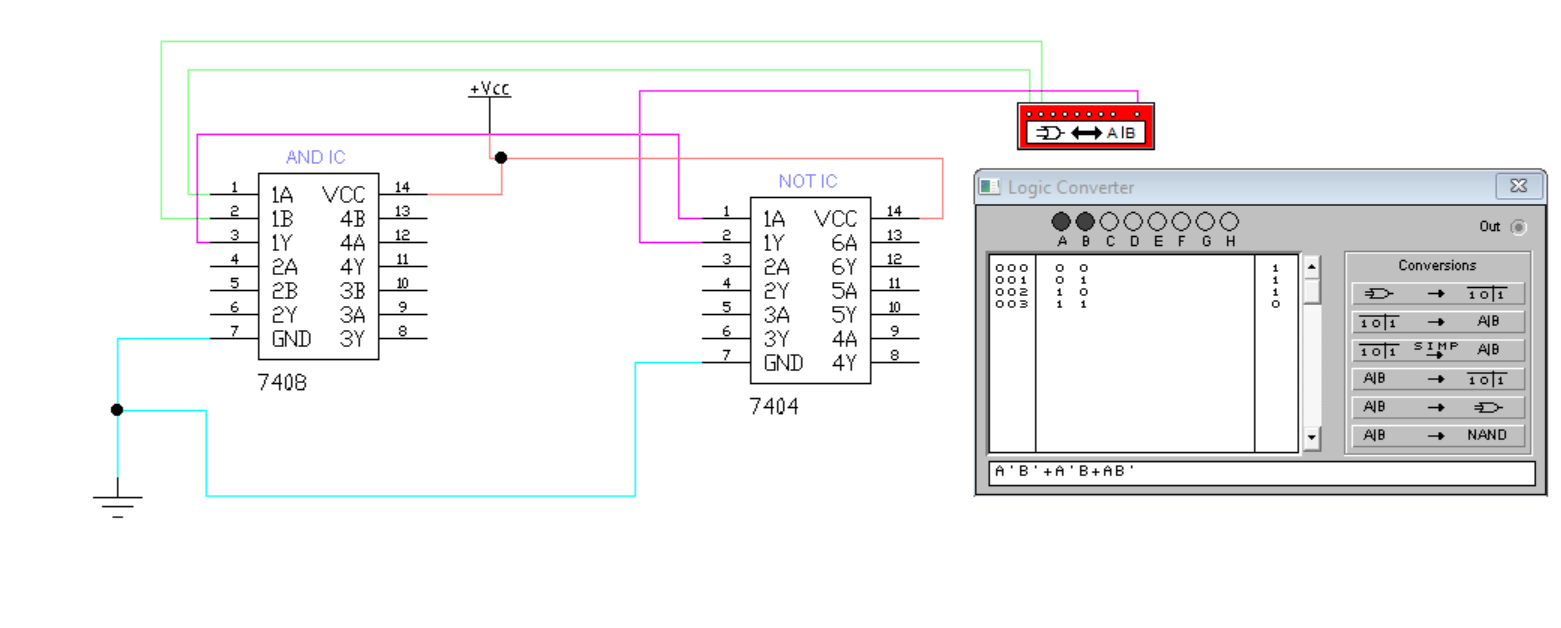 +Vcc
AND IC
1 1A VCC 14
2 1B 4B 13
3 1Y 4A 12
4 2A 4Y 11
5 2B 3B 10
6 2Y 3A 9
7 GND 3Y 8
7408
NOT IC
1 1A VCC 14
2 1Y 6A 13
3 2A 6Y 12
4 2Y 5A 11
5 3A 5Y 10
6 3Y 4A 9
7 GND 4Y 8
7404
A|B
Logic Converter
Out
A B C D E F G H
000 0 0 1
001 0 1 1
002 1 0 1
003 1 1 0
Conversions
→ 1 0|1
1 0|1 → A|B
1 0|1 SIMP → A|B
A|B → 1 0|1
A|B →
A|B → NAND
A'B'+A'B+AB'